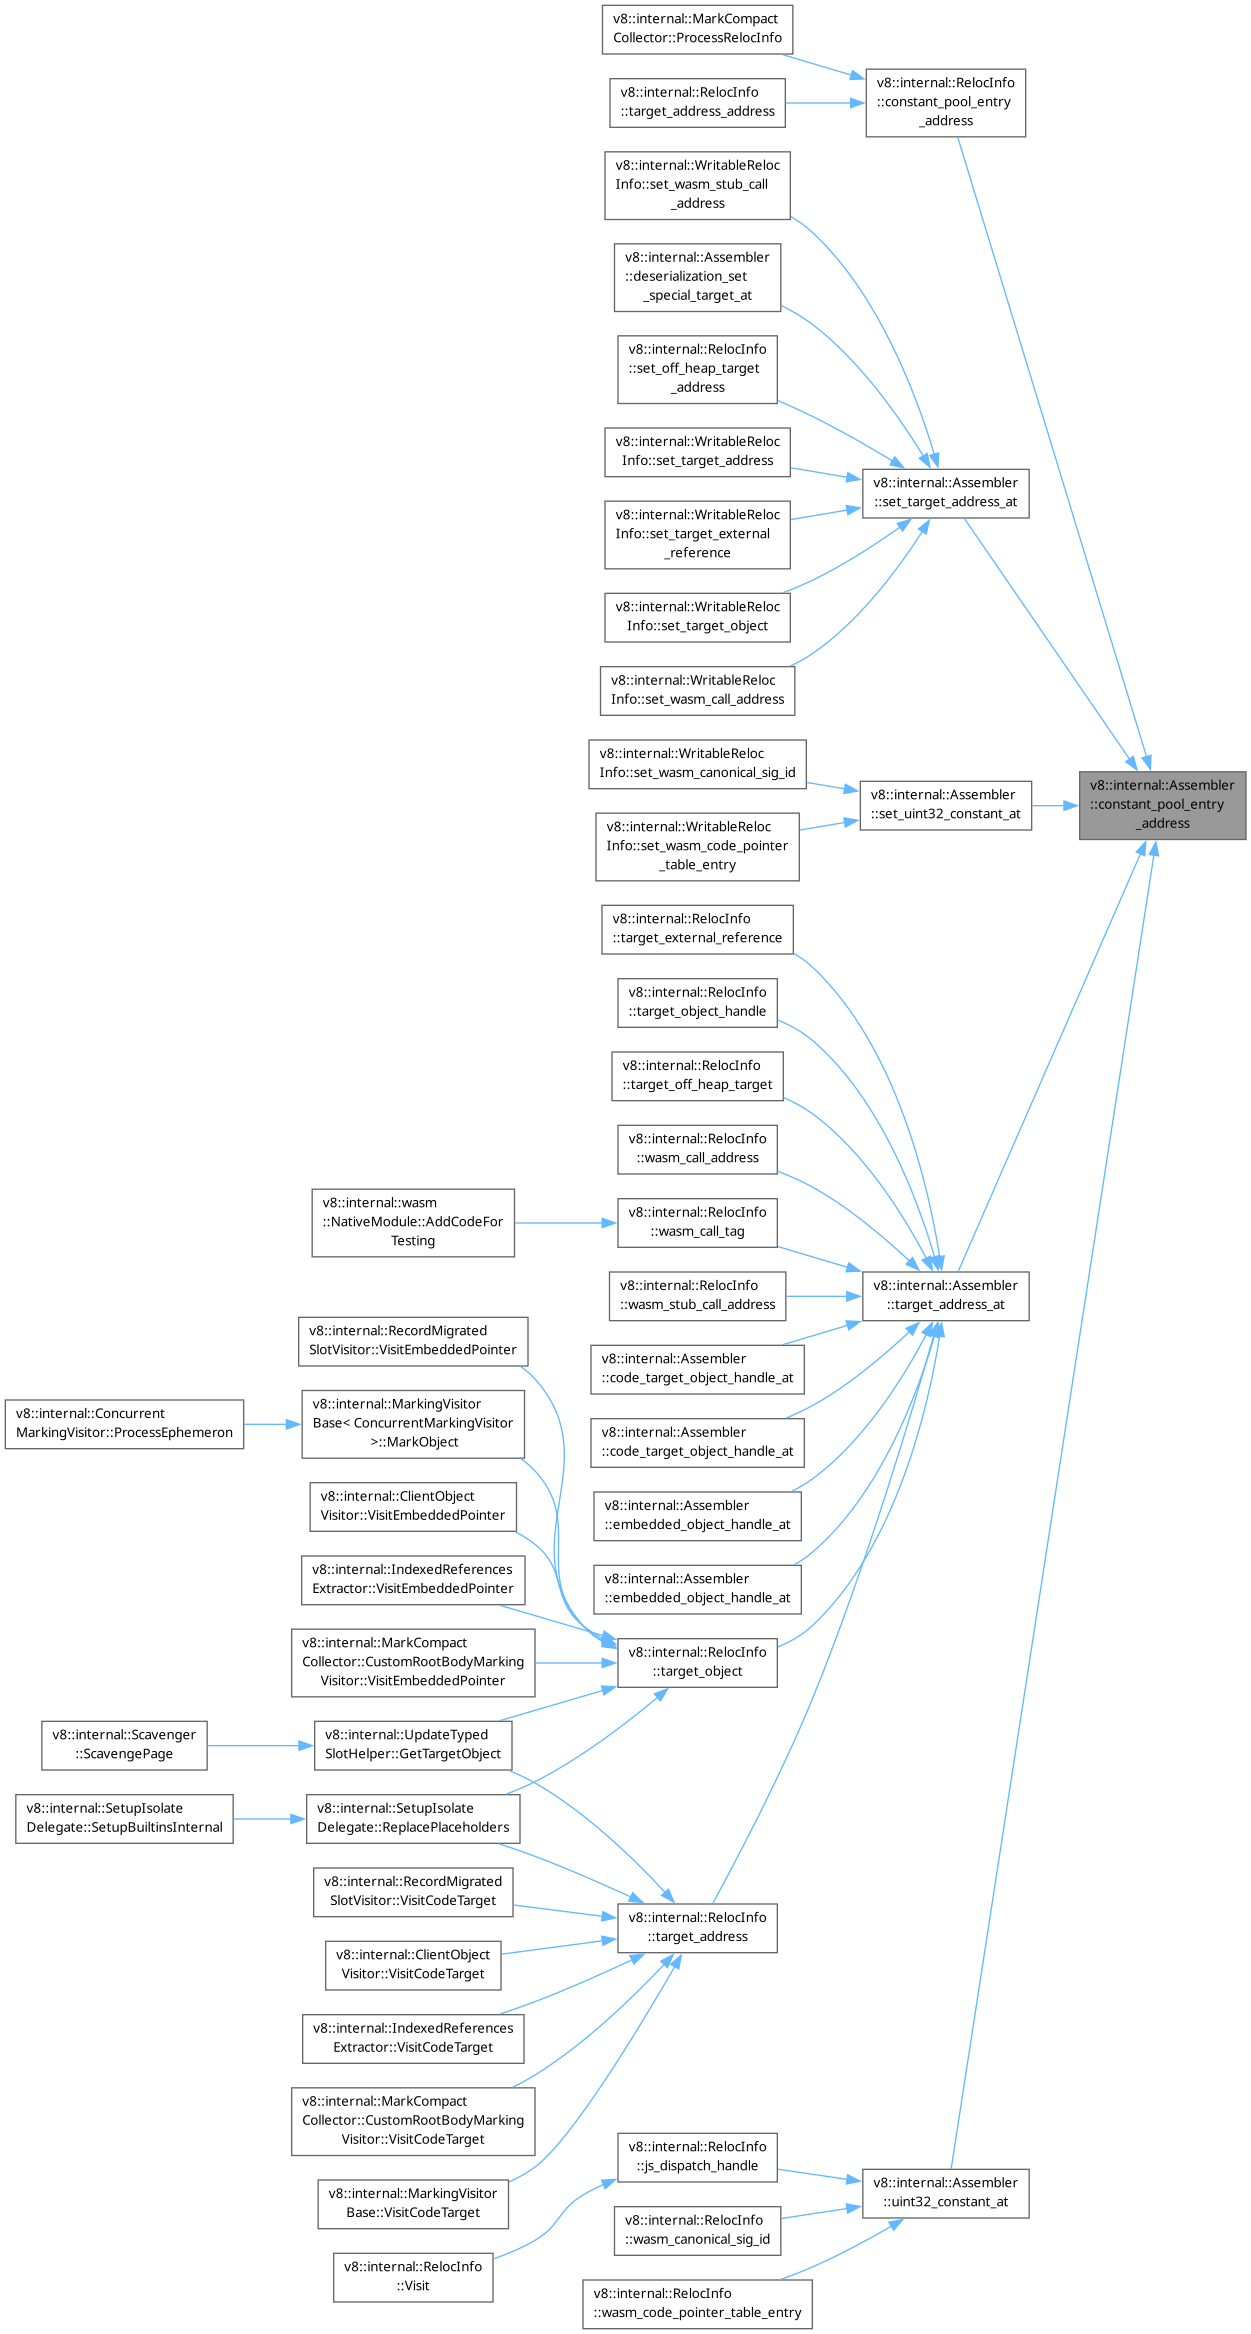 v8::internal::MarkCompact
Collector::ProcessRelocInfo
v8::internal::RelocInfo
::constant_pool_entry
_address
v8::internal::RelocInfo
::target_address_address
v8::internal::WritableReloc
Info::set_wasm_stub_call
_address
v8::internal::Assembler
::deserialization_set
_special_target_at
v8::internal::RelocInfo
::set_off_heap_target
_address
v8::internal::WritableReloc
Info::set_target_address
v8::internal::Assembler
::set_target_address_at
v8::internal::WritableReloc
Info::set_target_external
_reference
v8::internal::WritableReloc
Info::set_target_object
v8::internal::WritableReloc
Info::set_wasm_call_address
v8::internal::WritableReloc
Info::set_wasm_canonical_sig_id
v8::internal::Assembler
::set_uint32_constant_at
v8::internal::Assembler
::constant_pool_entry
_address
v8::internal::WritableReloc
Info::set_wasm_code_pointer
_table_entry
v8::internal::RelocInfo
::target_external_reference
v8::internal::RelocInfo
::target_object_handle
v8::internal::RelocInfo
::target_off_heap_target
v8::internal::RelocInfo
::wasm_call_address
v8::internal::wasm
::NativeModule::AddCodeFor
Testing
v8::internal::RelocInfo
::wasm_call_tag
v8::internal::RelocInfo
::wasm_stub_call_address
v8::internal::Assembler
::target_address_at
v8::internal::RecordMigrated
SlotVisitor::VisitEmbeddedPointer
v8::internal::Assembler
::code_target_object_handle_at
v8::internal::Concurrent
MarkingVisitor::ProcessEphemeron
v8::internal::MarkingVisitor
Base< ConcurrentMarkingVisitor
>::MarkObject
v8::internal::Assembler
::code_target_object_handle_at
v8::internal::ClientObject
Visitor::VisitEmbeddedPointer
v8::internal::Assembler
::embedded_object_handle_at
v8::internal::IndexedReferences
Extractor::VisitEmbeddedPointer
v8::internal::Assembler
::embedded_object_handle_at
v8::internal::MarkCompact
Collector::CustomRootBodyMarking
Visitor::VisitEmbeddedPointer
v8::internal::RelocInfo
::target_object
v8::internal::Scavenger
::ScavengePage
v8::internal::UpdateTyped
SlotHelper::GetTargetObject
v8::internal::SetupIsolate
Delegate::SetupBuiltinsInternal
v8::internal::SetupIsolate
Delegate::ReplacePlaceholders
v8::internal::RecordMigrated
SlotVisitor::VisitCodeTarget
v8::internal::RelocInfo
::target_address
v8::internal::ClientObject
Visitor::VisitCodeTarget
v8::internal::IndexedReferences
Extractor::VisitCodeTarget
v8::internal::MarkCompact
Collector::CustomRootBodyMarking
Visitor::VisitCodeTarget
v8::internal::RelocInfo
::js_dispatch_handle
v8::internal::MarkingVisitor
Base::VisitCodeTarget
v8::internal::Assembler
::uint32_constant_at
v8::internal::RelocInfo
::wasm_canonical_sig_id
v8::internal::RelocInfo
::Visit
v8::internal::RelocInfo
::wasm_code_pointer_table_entry